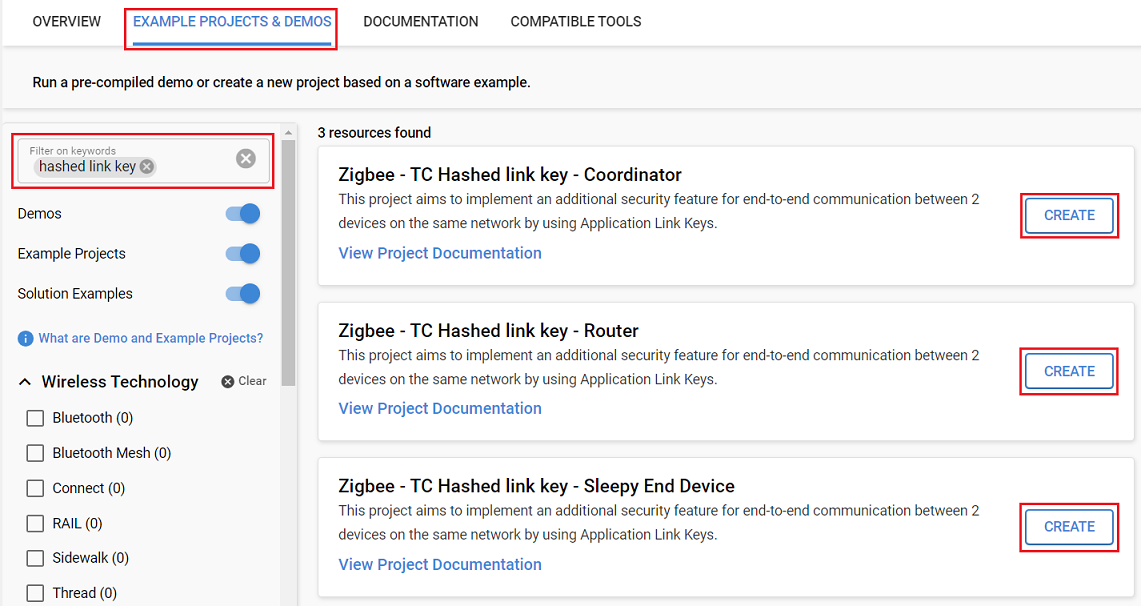 OVERVIEW
EXAMPLE PROJECTS & DEMOS
DOCUMENTATION
COMPATIBLE TOOLS
Run a pre-compiled demo or create a new project based on a software example.
Filter on keywords
hashed link key
Demos
Example Projects
Solution Examples
What are Demo and Example Projects?
Wireless Technology
Clear
Bluetooth (0)
Bluetooth Mesh (0)
Connect (0)
RAIL (0)
Sidewalk (0)
Thread (0)
3 resources found
Zigbee - TC Hashed link key - Coordinator
This project aims to implement an additional security feature for end-to-end communication between 2
devices on the same network by using Application Link Keys.
View Project Documentation
CREATE
Zigbee - TC Hashed link key - Router
This project aims to implement an additional security feature for end-to-end communication between 2
devices on the same network by using Application Link Keys.
View Project Documentation
CREATE
Zigbee - TC Hashed link key - Sleepy End Device
This project aims to implement an additional security feature for end-to-end communication between 2
devices on the same network by using Application Link Keys.
View Project Documentation
CREATE